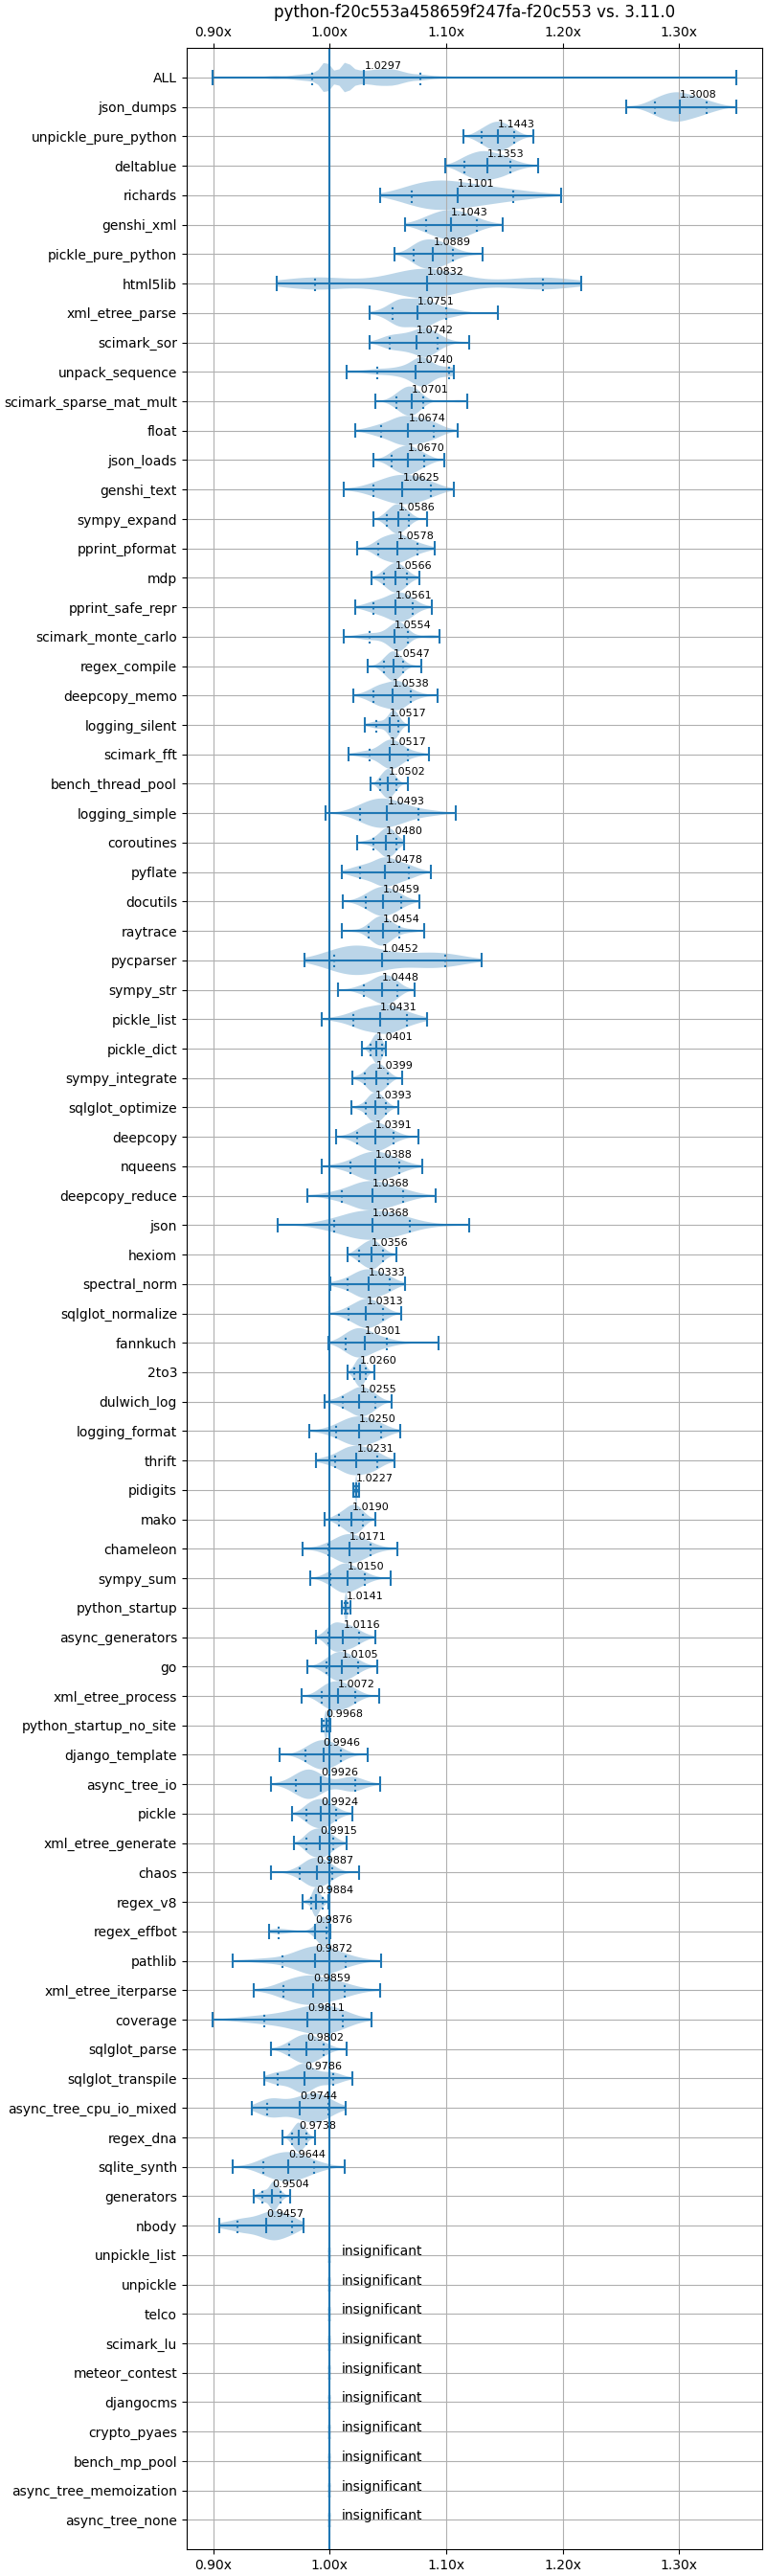 python-f20c553a458659f247fa-f20c553 vs. 3.11.0
0.90x 1.00x 1.10x 1.20x 1.30x
ALL 1.0297
json_dumps 1.3008
unpickle_pure_python 1.1443
deltablue 1.1353
richards 1.1101
genshi_xml 1.1043
pickle_pure_python 1.0889
html5lib 1.0832
xml_etree_parse 1.0751
scimark_sor 1.0742
unpack_sequence 1.0740
scimark_sparse_mat_mult 1.0701
float 1.0674
json_loads 1.0670
genshi_text 1.0625
sympy_expand 1.0586
pprint_pformat 1.0578
mdp 1.0566
pprint_safe_repr 1.0561
scimark_monte_carlo 1.0554
regex_compile 1.0547
deepcopy_memo 1.0538
logging_silent 1.0517
scimark_fft 1.0517
bench_thread_pool 1.0502
logging_simple 1.0493
coroutines 1.0480
pyflate 1.0478
docutils 1.0459
raytrace 1.0454
pycparser 1.0452
sympy_str 1.0448
pickle_list 1.0431
pickle_dict 1.0401
sympy_integrate 1.0399
sqlglot_optimize 1.0393
deepcopy 1.0391
nqueens 1.0388
deepcopy_reduce 1.0368
json 1.0368
hexiom 1.0356
spectral_norm 1.0333
sqlglot_normalize 1.0313
fannkuch 1.0301
2to3 1.0260
dulwich_log 1.0255
logging_format 1.0250
thrift 1.0231
pidigits 1.0227
mako 1.0190
chameleon 1.0171
sympy_sum 1.0150
python_startup 1.0141
async_generators 1.0116
go 1.0105
xml_etree_process 1.0072
python_startup_no_site 0.9968
django_template 0.9946
async_tree_io 0.9926
pickle 0.9924
xml_etree_generate 0.9915
chaos 0.9887
regex_v8 0.9884
regex_effbot 0.9876
pathlib 0.9872
xml_etree_iterparse 0.9859
coverage 0.9811
sqlglot_parse 0.9802
sqlglot_transpile 0.9786
async_tree_cpu_io_mixed 0.9744
regex_dna 0.9738
sqlite_synth 0.9644
generators 0.9504
nbody 0.9457
unpickle_list insignificant
unpickle insignificant
telco insignificant
scimark_lu insignificant
meteor_contest insignificant
djangocms insignificant
crypto_pyaes insignificant
bench_mp_pool insignificant
async_tree_memoization insignificant
async_tree_none insignificant
0.90x 1.00x 1.10x 1.20x 1.30x